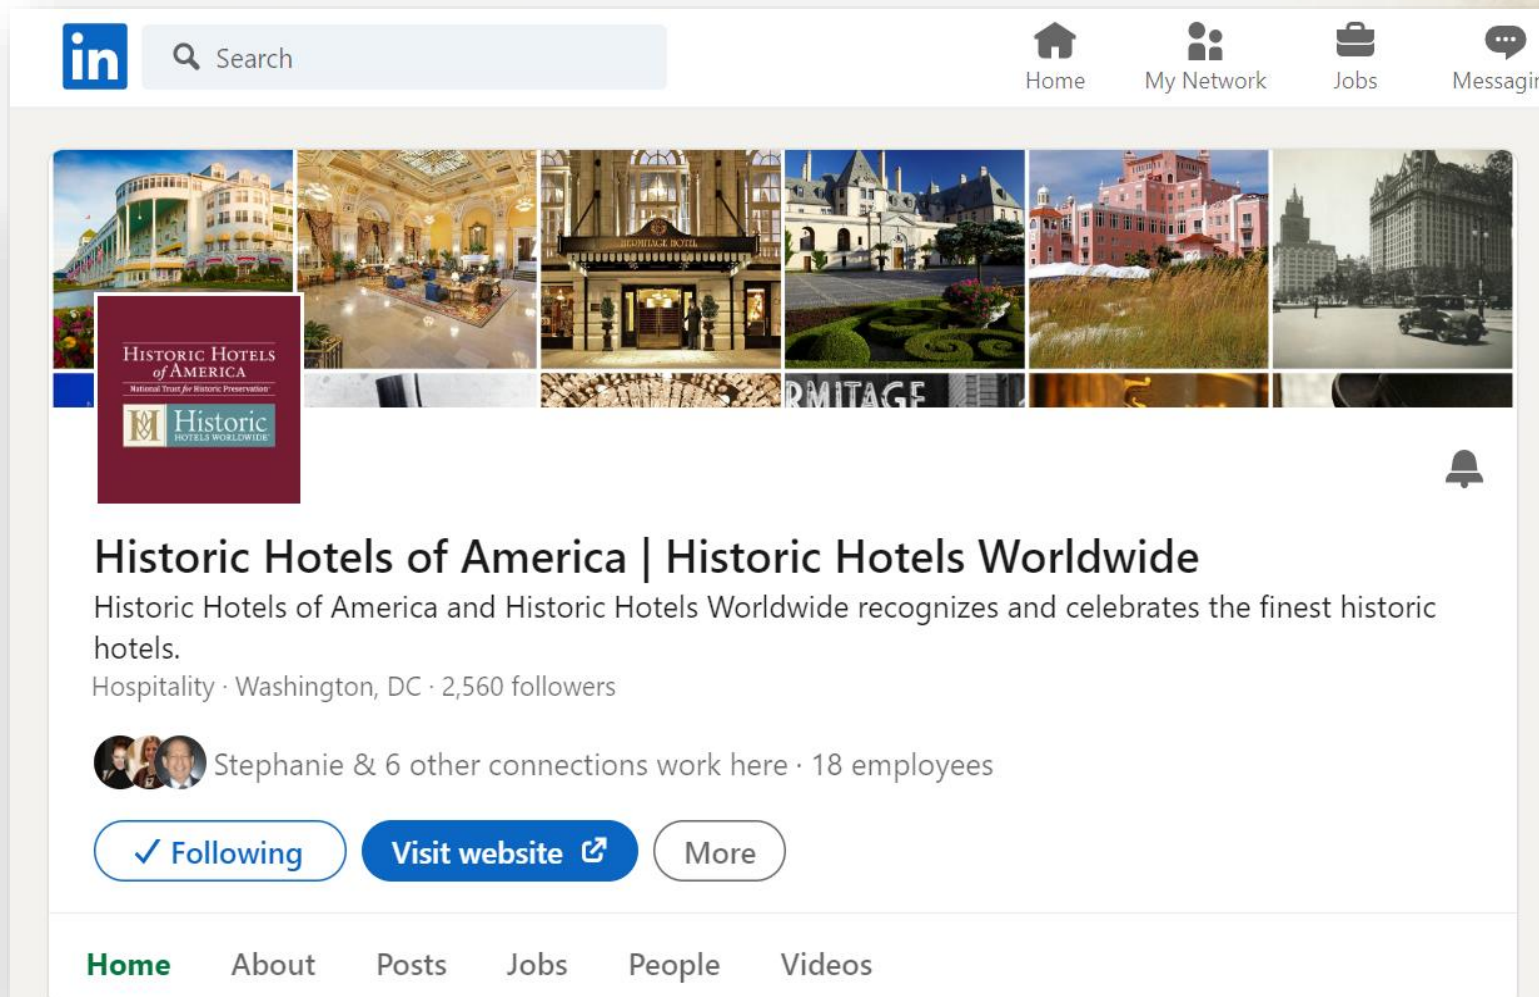 in
Search
Home
My Network
Jobs
HERMITAGE HOTEL
HISTORIC HOTELS
of AMERICA
National Trust for Historic Preservation
Historic
HOTELS WORLDWIDE
RMITAGE
Historic Hotels of America | Historic Hotels Worldwide
Historic Hotels of America and Historic Hotels Worldwide recognizes and celebrates the finest historic
hotels.
Hospitality · Washington, DC · 2,560 followers
Stephanie & 6 other connections work here · 18 employees
✓ Following
Visit website
More
Home
About
Posts
Jobs
People
Videos